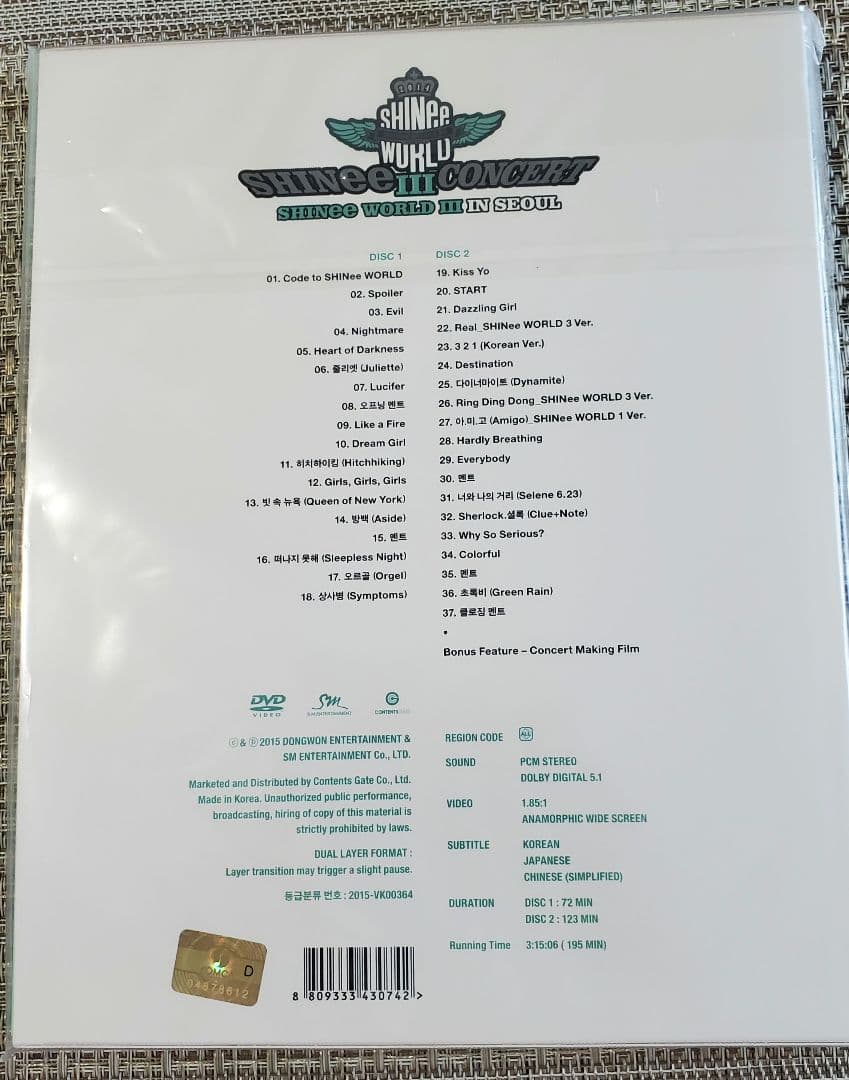 2014
SHINee
WORLD
SHINee III CONCERT
SHINee WORLD III IN SEOUL
DISC 1
01. Code to SHINee WORLD
02. Spoiler
03. Evil
04. Nightmare
05. Heart of Darkness
06. 줄리엣 (Juliette)
07. Lucifer
08. 오프닝 멘트
09. Like a Fire
10. Dream Girl
11. 히치하이킹 (Hitchhiking)
12. Girls, Girls, Girls
13. 빗 속 뉴욕 (Queen of New York)
14. 방백 (Aside)
15. 멘트
16. 떠나지 못해 (Sleepless Night)
17. 오르골 (Orgel)
18. 상사병 (Symptoms)
DISC 2
19. Kiss Yo
20. START
21. Dazzling Girl
22. Real_SHINee WORLD 3 Ver.
23. 3 2 1 (Korean Ver.)
24. Destination
25. 다이너마이트 (Dynamite)
26. Ring Ding Dong_SHINee WORLD 3 Ver.
27. 아.미.고 (Amigo)_SHINee WORLD 1 Ver.
28. Hardly Breathing
29. Everybody
30. 멘트
31. 너와 나의 거리 (Selene 6.23)
32. Sherlock.셜록 (Clue+Note)
33. Why So Serious?
34. Colorful
35. 멘트
36. 초록비 (Green Rain)
37. 클로징 멘트
•
Bonus Feature – Concert Making Film
DVD
VIDEO
SM
S.M.ENTERTAINMENT
CONTENTS GATE
ⓒ & ⓟ 2015 DONGWON ENTERTAINMENT &
SM ENTERTAINMENT Co., LTD.
Marketed and Distributed by Contents Gate Co., Ltd.
Made in Korea. Unauthorized public performance,
broadcasting, hiring of copy of this material is
strictly prohibited by laws.
DUAL LAYER FORMAT :
Layer transition may trigger a slight pause.
등급분류 번호 : 2015-VK00364
REGION CODE ALL
SOUND PCM STEREO
DOLBY DIGITAL 5.1
VIDEO 1.85:1
ANAMORPHIC WIDE SCREEN
SUBTITLE KOREAN
JAPANESE
CHINESE (SIMPLIFIED)
DURATION DISC 1 : 72 MIN
DISC 2 : 123 MIN
Running Time 3:15:06 ( 195 MIN)
D
04878612
8 809333 430742 >